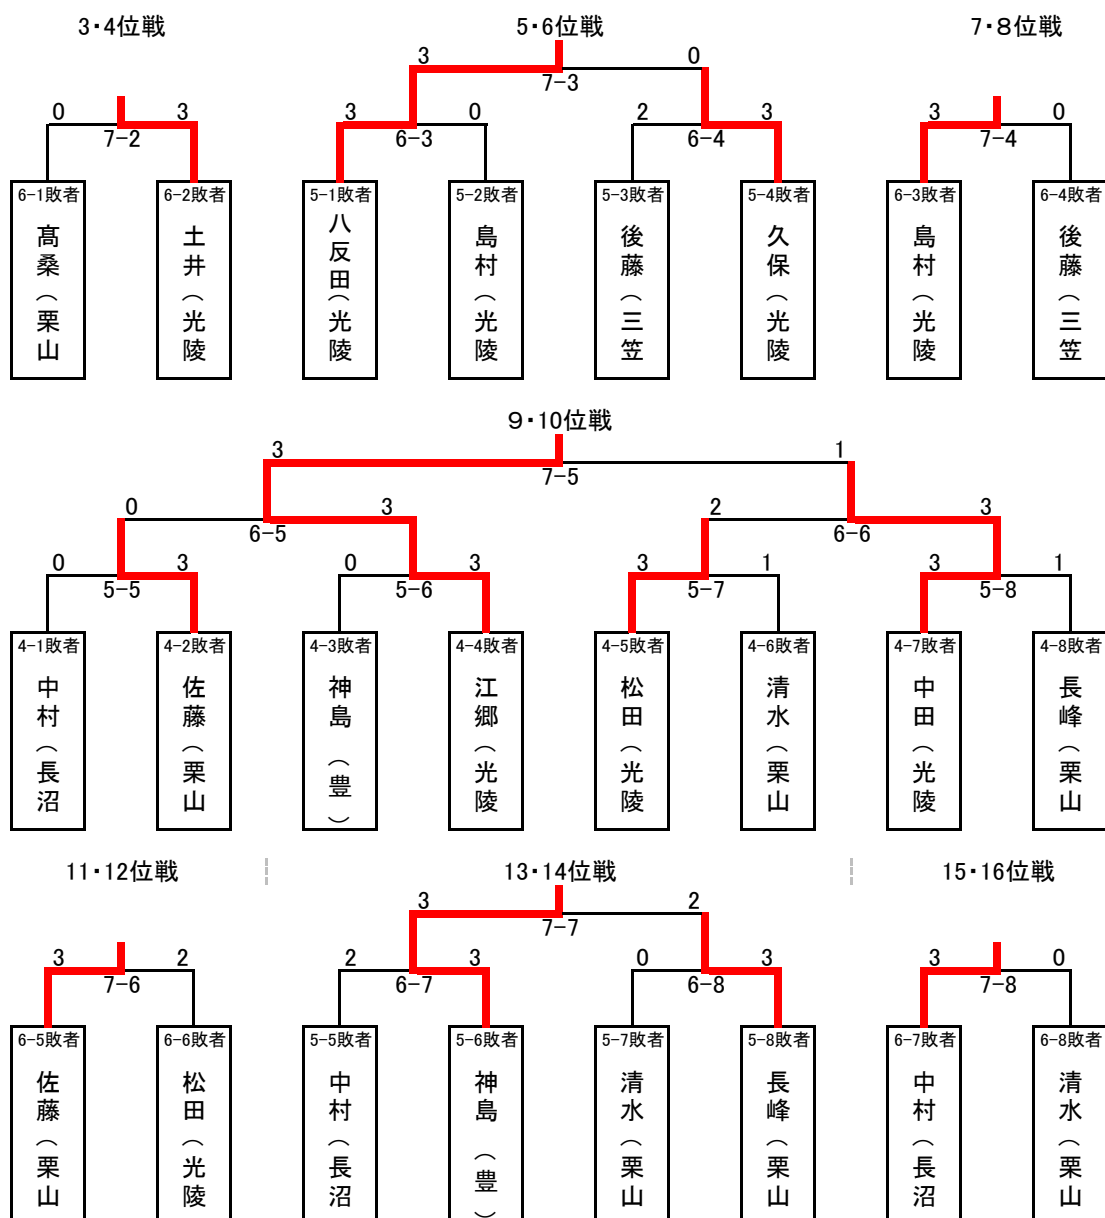 3・4位戦
5・6位戦
7・8位戦
3
0
7-3
0
3
7-2
3
0
6-3
2
3
6-4
3
0
7-4
6-1敗者
6-2敗者
5-1敗者
5-2敗者
5-3敗者
5-4敗者
6-3敗者
6-4敗者
髙桑(栗山
土井(光陵
八反田(光陵
島村(光陵
後藤(三笠
久保(光陵
島村(光陵
後藤(三笠
9・10位戦
3
1
7-5
0
3
6-5
2
3
6-6
0
3
5-5
0
3
5-6
3
1
5-7
3
1
5-8
4-1敗者
4-2敗者
4-3敗者
4-4敗者
4-5敗者
4-6敗者
4-7敗者
4-8敗者
中村(長沼
佐藤(栗山
神島(豊)
江郷(光陵
松田(光陵
清水(栗山
中田(光陵
長峰(栗山
11・12位戦
13・14位戦
15・16位戦
3
2
7-7
3
2
7-6
2
3
6-7
0
3
6-8
3
0
7-8
6-5敗者
6-6敗者
5-5敗者
5-6敗者
5-7敗者
5-8敗者
6-7敗者
6-8敗者
佐藤(栗山
松田(光陵
中村(長沼
神島(豊)
清水(栗山
長峰(栗山
中村(長沼
清水(栗山